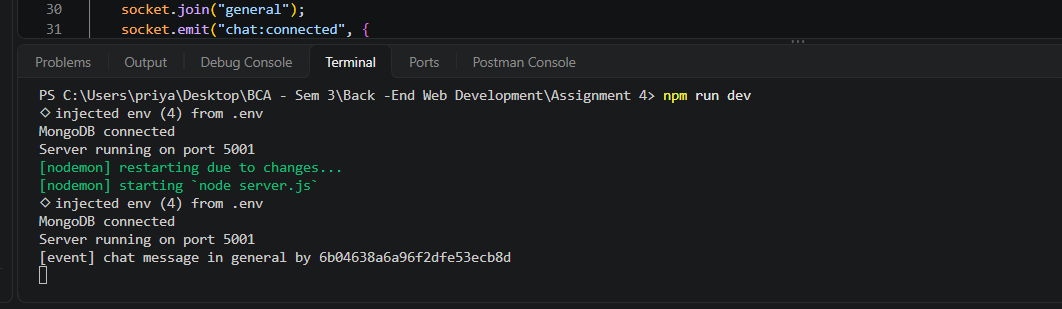 30 socket.join("general");
31 socket.emit("chat:connected", {
Problems Output Debug Console Terminal Ports Postman Console
PS C:\Users\priya\Desktop\BCA - Sem 3\Back -End Web Development\Assignment 4> npm run dev
◇ injected env (4) from .env
MongoDB connected
Server running on port 5001
[nodemon] restarting due to changes...
[nodemon] starting `node server.js`
◇ injected env (4) from .env
MongoDB connected
Server running on port 5001
[event] chat message in general by 6b04638a6a96f2dfe53ecb8d